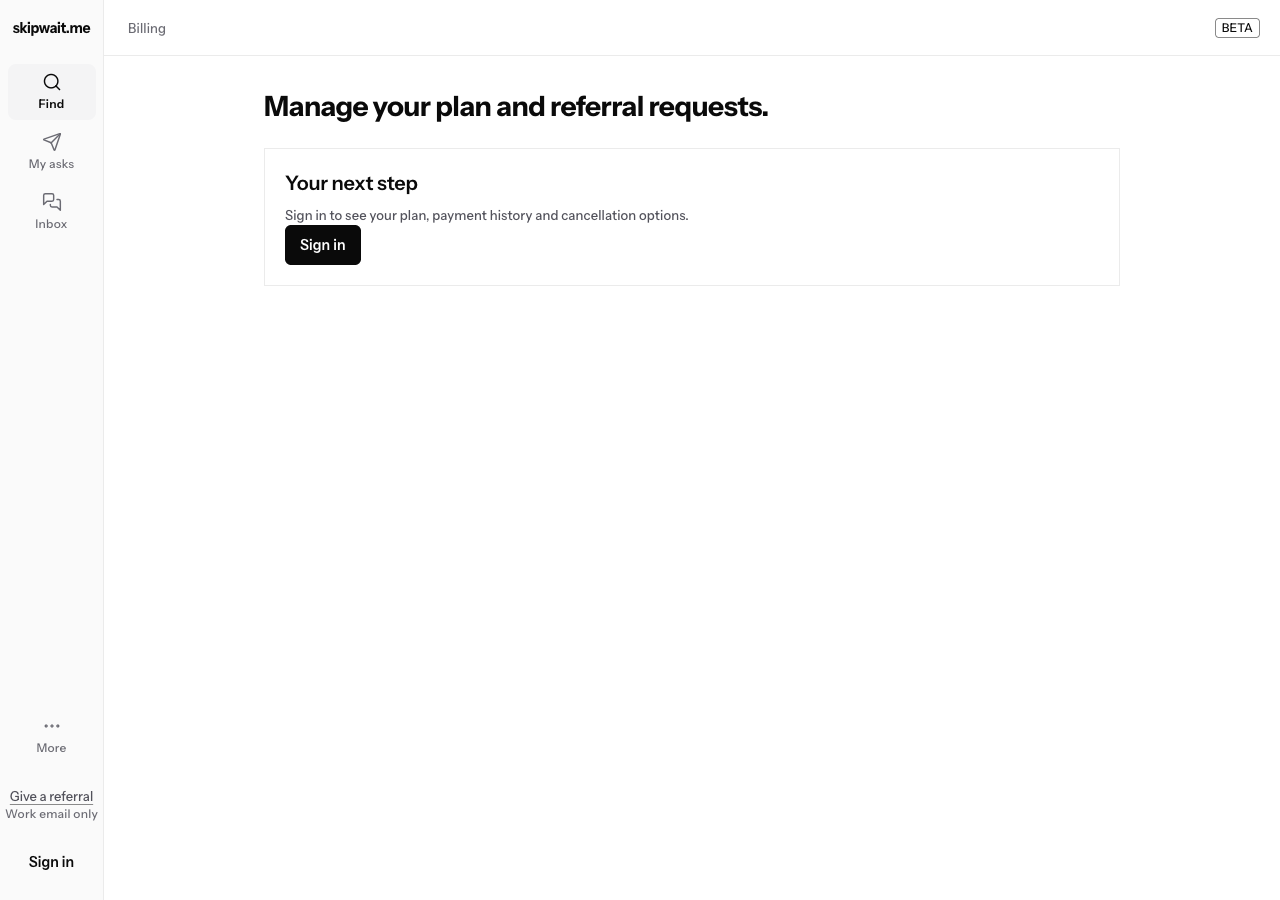 skipwait.me
Billing
BETA
Find
My asks
Inbox
Manage your plan and referral requests.
Your next step
Sign in to see your plan, payment history and cancellation options.
Sign in
More
Give a referral
Work email only
Sign in